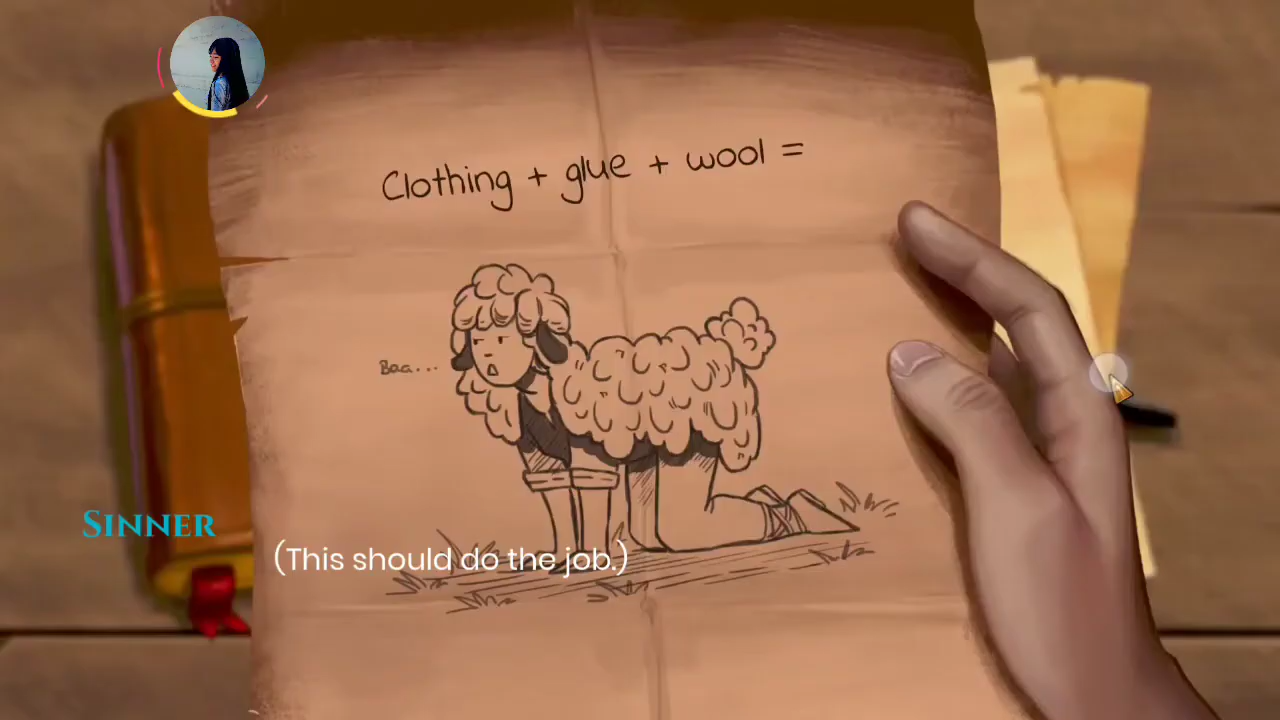 Clothing + glue + wool =
Baa...
SINNER
(This should do the job.)